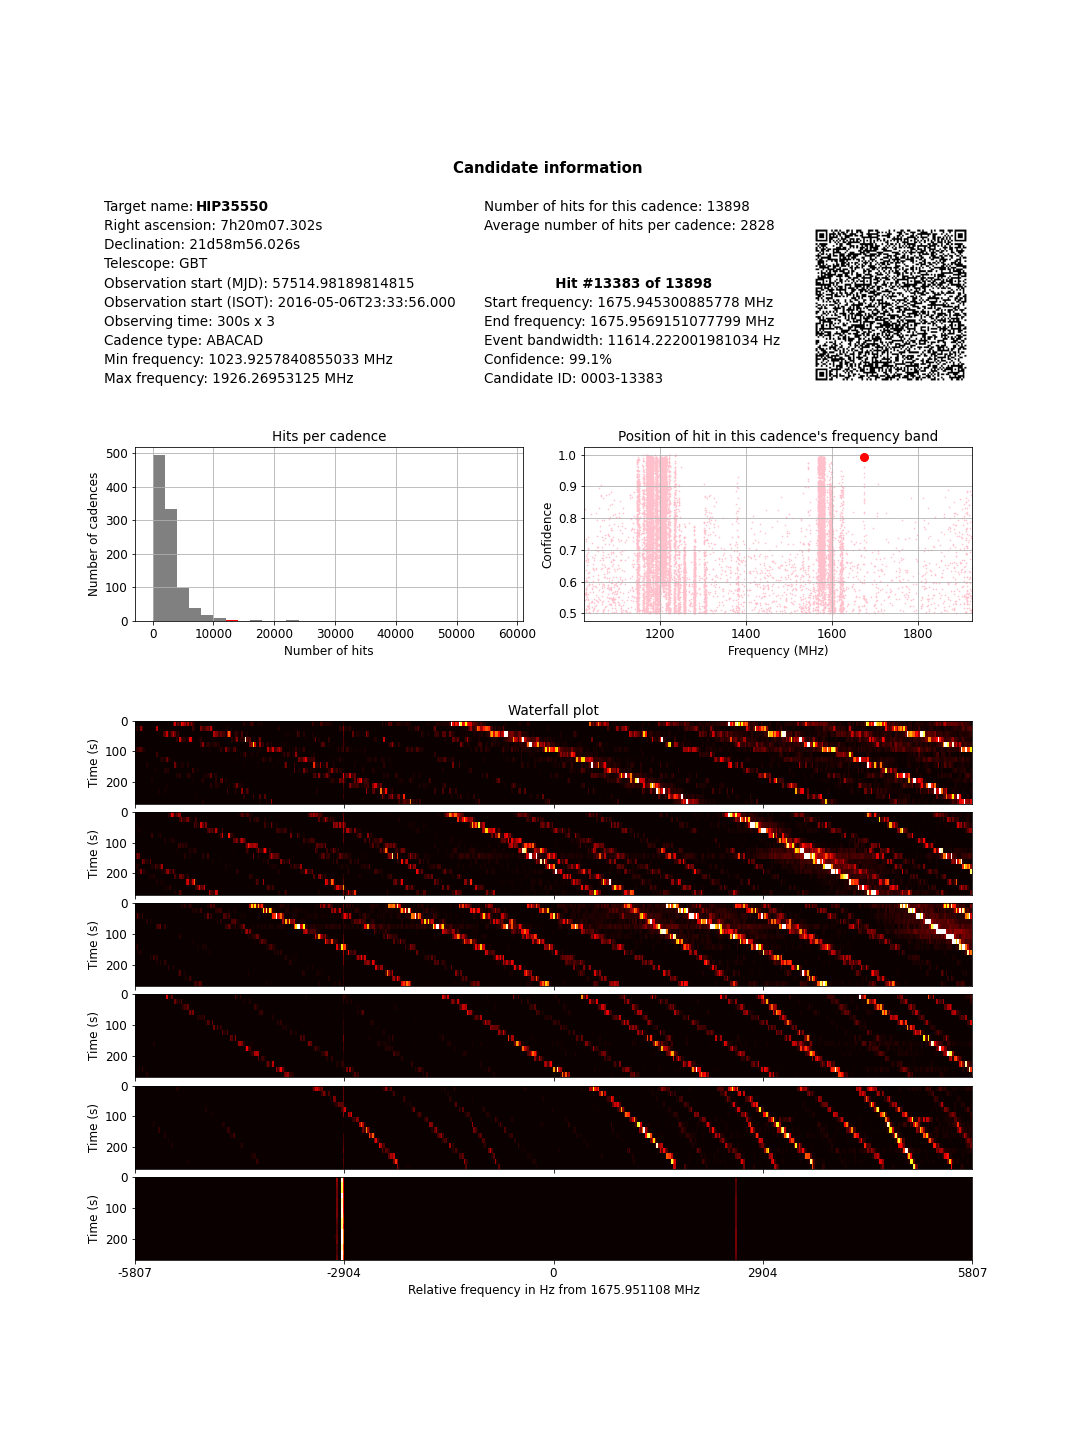 Candidate information
Target name: HIP35550
Right ascension: 7h20m07.302s
Declination: 21d58m56.026s
Telescope: GBT
Observation start (MJD): 57514.98189814815
Observation start (ISOT): 2016-05-06T23:33:56.000
Observing time: 300s x 3
Cadence type: ABACAD
Min frequency: 1023.9257840855033 MHz
Max frequency: 1926.26953125 MHz
Number of hits for this cadence: 13898
Average number of hits per cadence: 2828
Hit #13383 of 13898
Start frequency: 1675.945300885778 MHz
End frequency: 1675.9569151077799 MHz
Event bandwidth: 11614.222001981034 Hz
Confidence: 99.1%
Candidate ID: 0003-13383
Hits per cadence
Number of cadences
500
400
300
200
100
0
0 10000 20000 30000 40000 50000 60000
Number of hits
Position of hit in this cadence's frequency band
Confidence
1.0
0.9
0.8
0.7
0.6
0.5
1200 1400 1600 1800
Frequency (MHz)
Waterfall plot
Time (s)
0
100
200
Time (s)
0
100
200
Time (s)
0
100
200
Time (s)
0
100
200
Time (s)
0
100
200
Time (s)
0
100
200
-5807 -2904 0 2904 5807
Relative frequency in Hz from 1675.951108 MHz